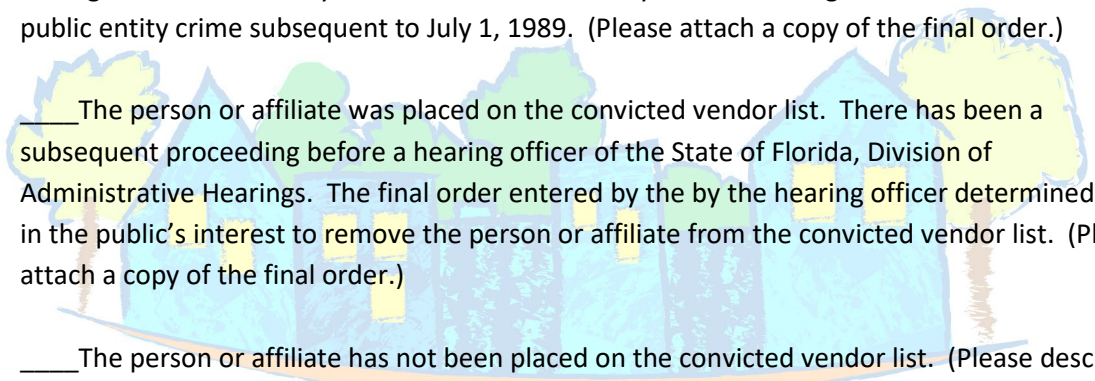 public entity crime subsequent to July 1, 1989. (Please attach a copy of the final order.)
____The person or affiliate was placed on the convicted vendor list. There has been a
subsequent proceeding before a hearing officer of the State of Florida, Division of
Administrative Hearings. The final order entered by the by the hearing officer determined
in the public's interest to remove the person or affiliate from the convicted vendor list. (Pl
attach a copy of the final order.)
____The person or affiliate has not been placed on the convicted vendor list. (Please desc